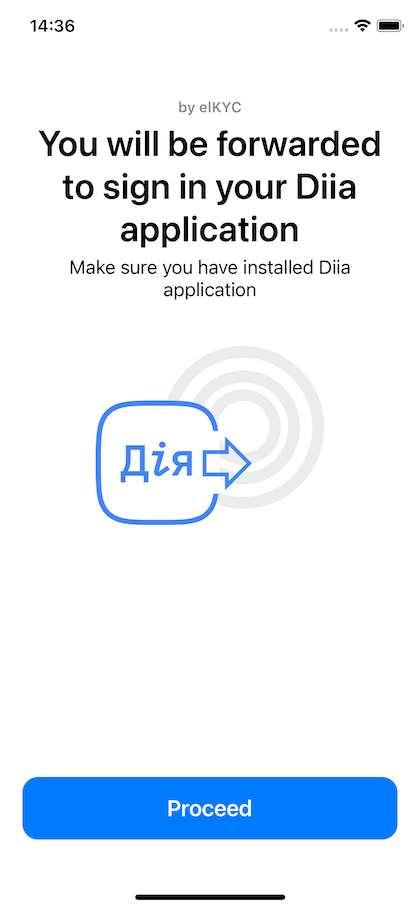 14:36
by eIKYC
You will be forwarded
to sign in your Diia
application
Make sure you have installed Diia
application
Дія
Proceed